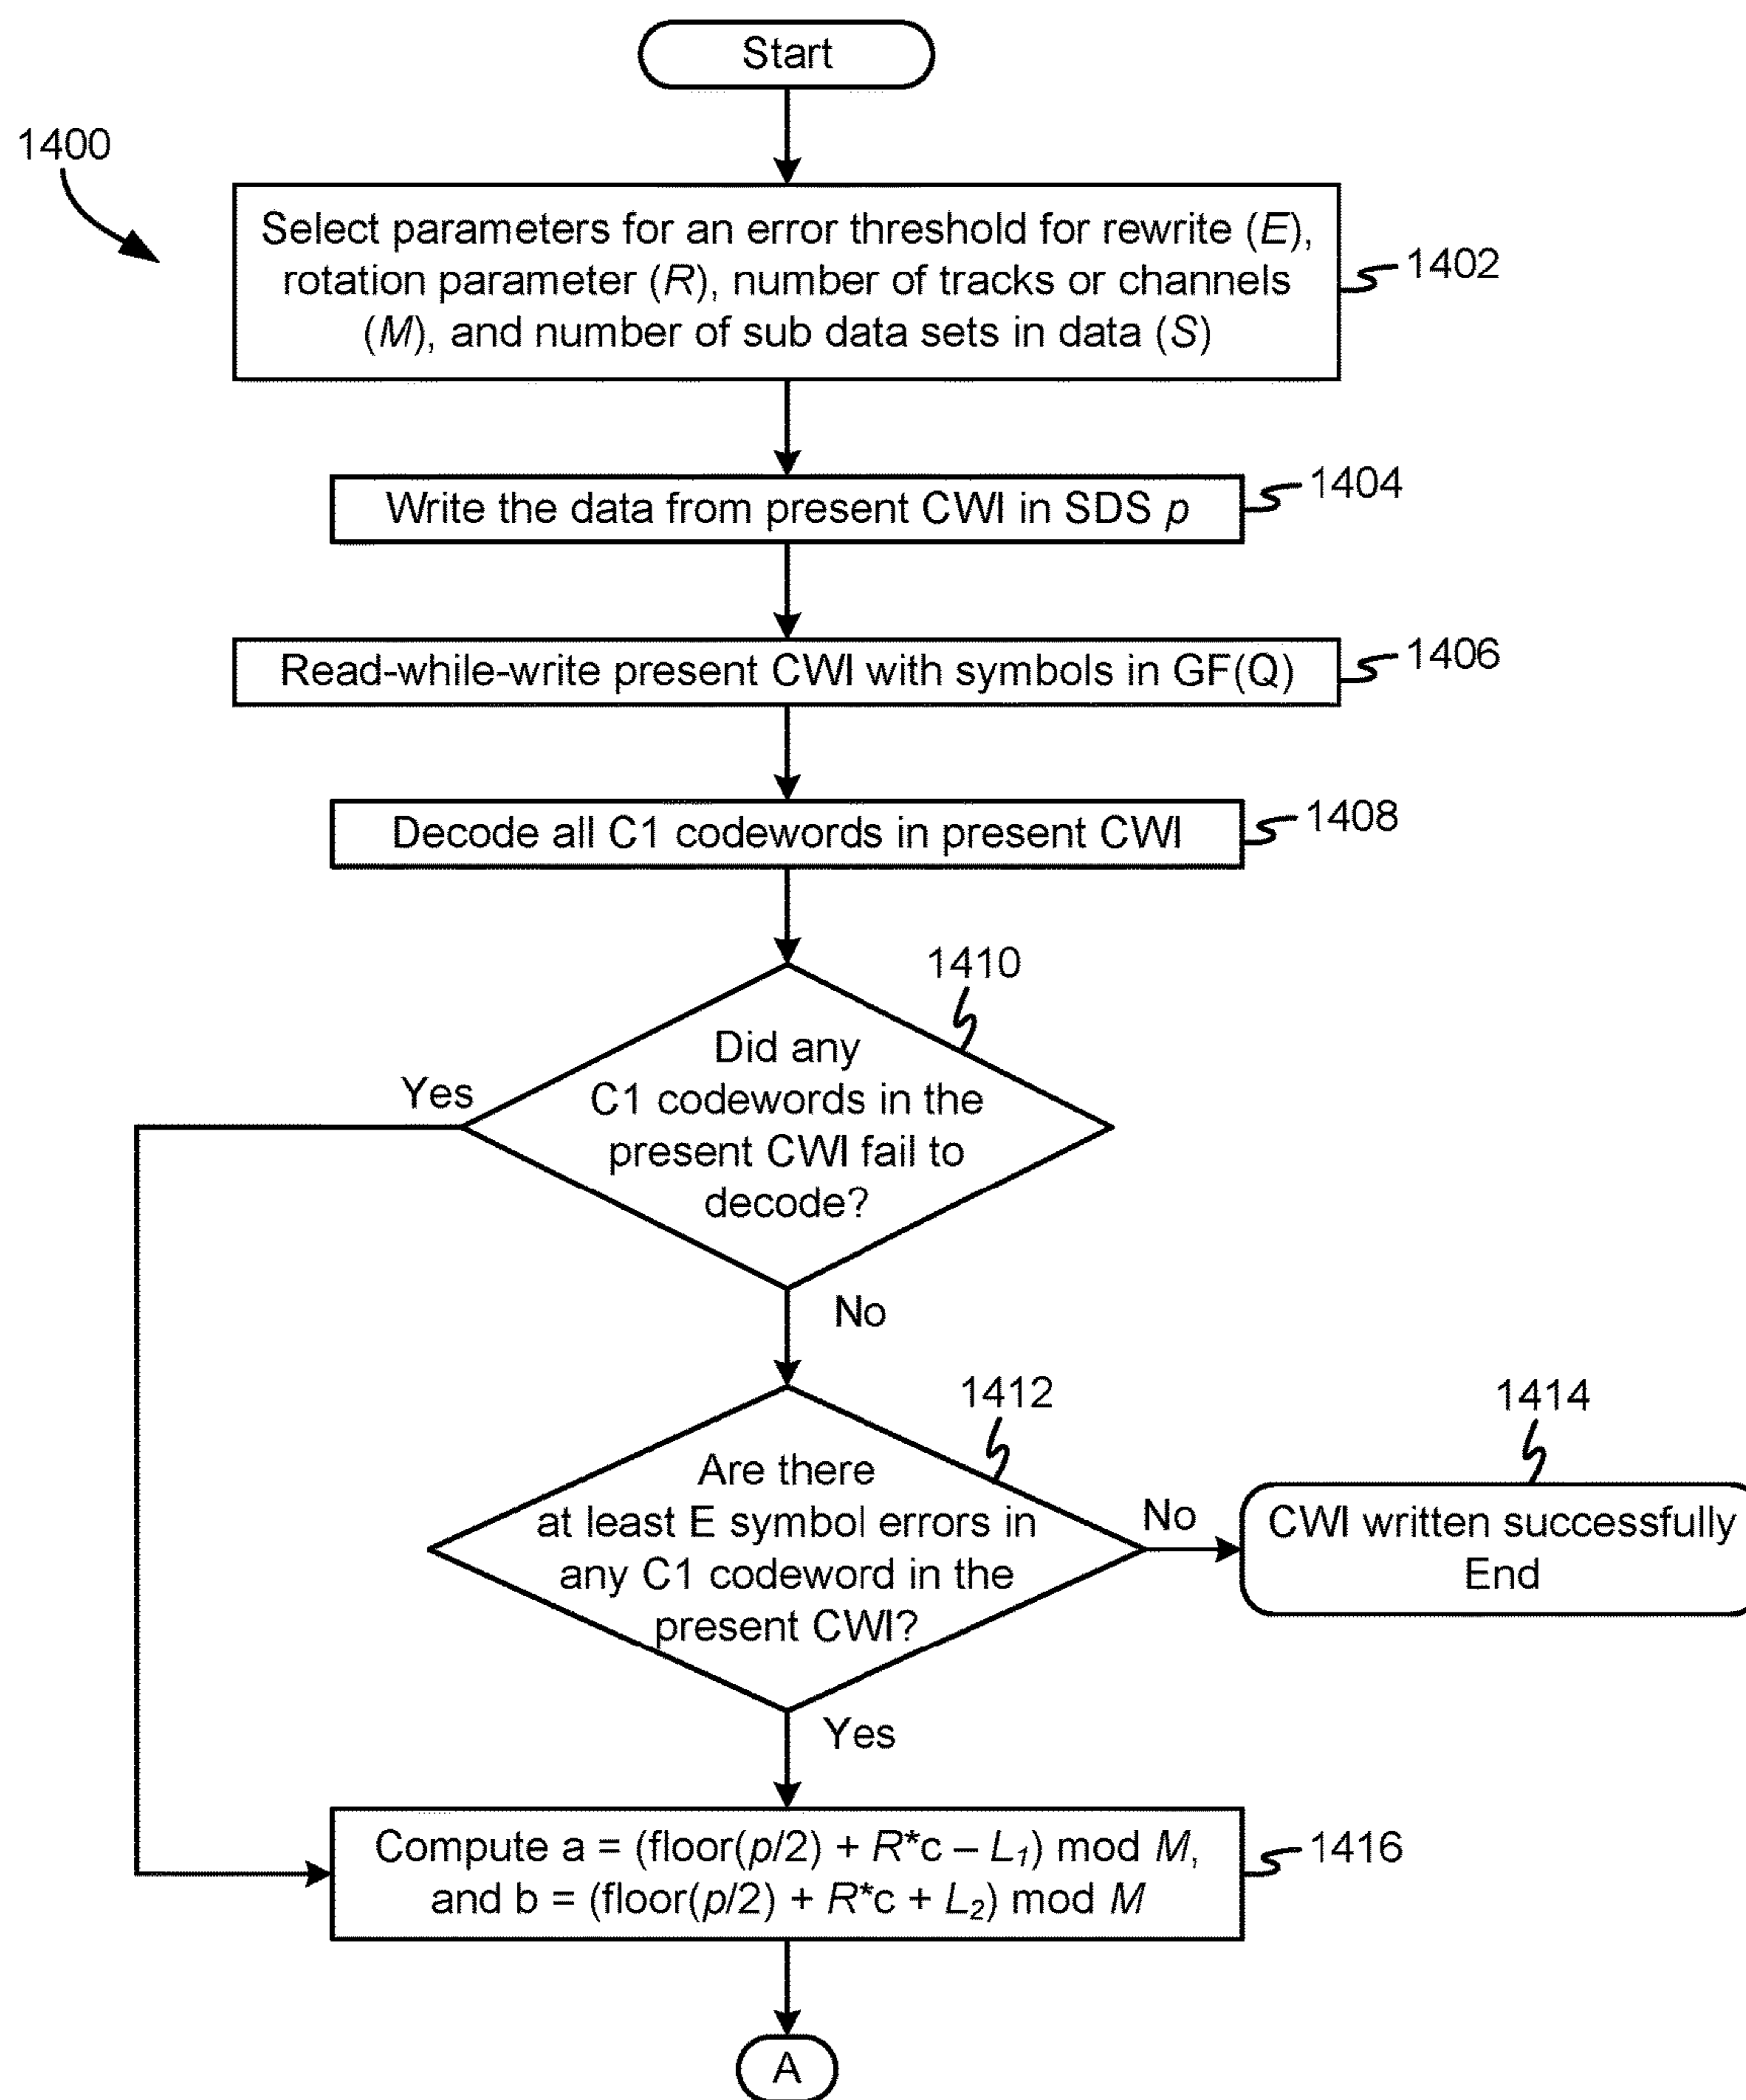 Start
1400
Select parameters for an error threshold for rewrite (E),
rotation parameter (R), number of tracks or channels
(M), and number of sub data sets in data (S)
1402
Write the data from present CWI in SDS p
1404
Read-while-write present CWI with symbols in GF(Q)
1406
Decode all C1 codewords in present CWI
1408
1410
Did any
C1 codewords in the
present CWI fail to
decode?
Yes
No
1412
Are there
at least E symbol errors in
any C1 codeword in the
present CWI?
No
1414
CWI written successfully
End
Yes
Compute a = (floor(p/2) + R*c – L₁) mod M,
and b = (floor(p/2) + R*c + L₂) mod M
1416
A